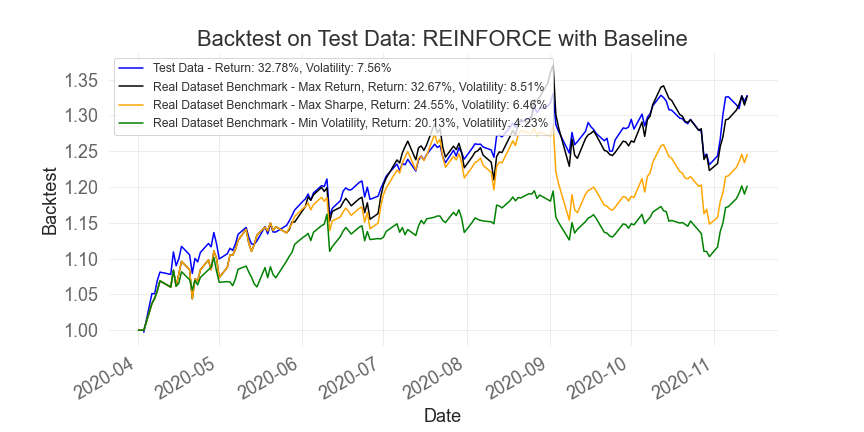 Backtest on Test Data: REINFORCE with Baseline
Test Data - Return: 32.78%, Volatility: 7.56%
Real Dataset Benchmark - Max Return, Return: 32.67%, Volatility: 8.51%
Real Dataset Benchmark - Max Sharpe, Return: 24.55%, Volatility: 6.46%
Real Dataset Benchmark - Min Volatility, Return: 20.13%, Volatility: 4.23%
Backtest
1.35
1.30
1.25
1.20
1.15
1.10
1.05
1.00
2020-04
2020-05
2020-06
2020-07
2020-08
2020-09
2020-10
2020-11
Date